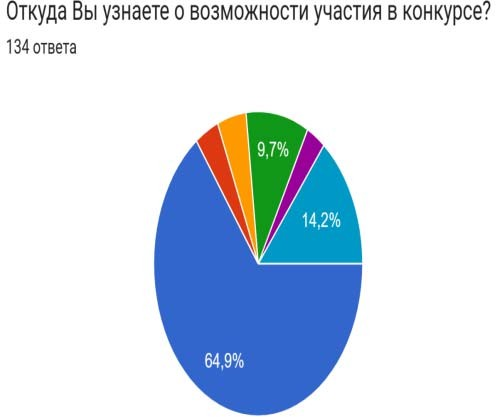 Откуда Вы узнаете о возможности участия в конкурсе?
134 ответа
9,7%
14,2%
64,9%